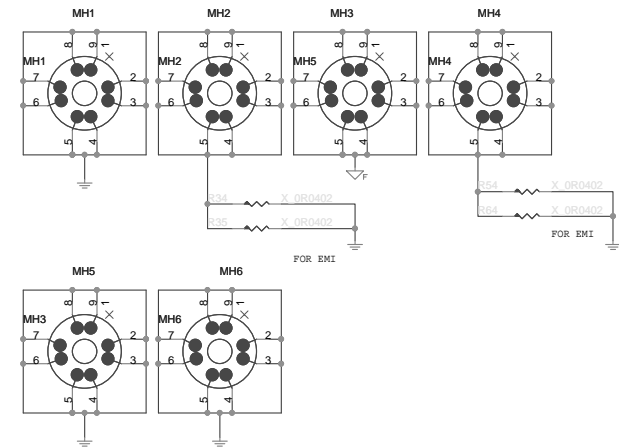 MH1
MH2
MH3
MH4
8 9 1
8 9 1
8 9 1
8 9 1
MH1
MH2
MH5
MH4
7 2
7 2
7 2
7 2
6 3
6 3
6 3
6 3
5 4
5 4
5 4
5 4
F
R34 X_0R0402
R35 X_0R0402
FOR EMI
R54 X_0R0402
R64 X_0R0402
FOR EMI
MH5
MH6
8 9 1
8 9 1
MH3
MH6
7 2
7 2
6 3
6 3
5 4
5 4